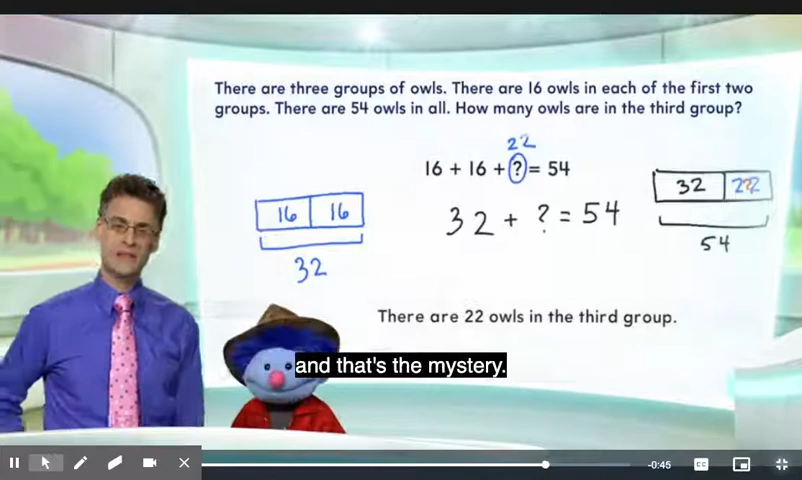 There are three groups of owls. There are 16 owls in each of the first two
groups. There are 54 owls in all. How many owls are in the third group?
22
16 + 16 + ? = 54
16 16
32
32 + ? = 54
32 22
54
There are 22 owls in the third group.
and that's the mystery.
-0:45
CC